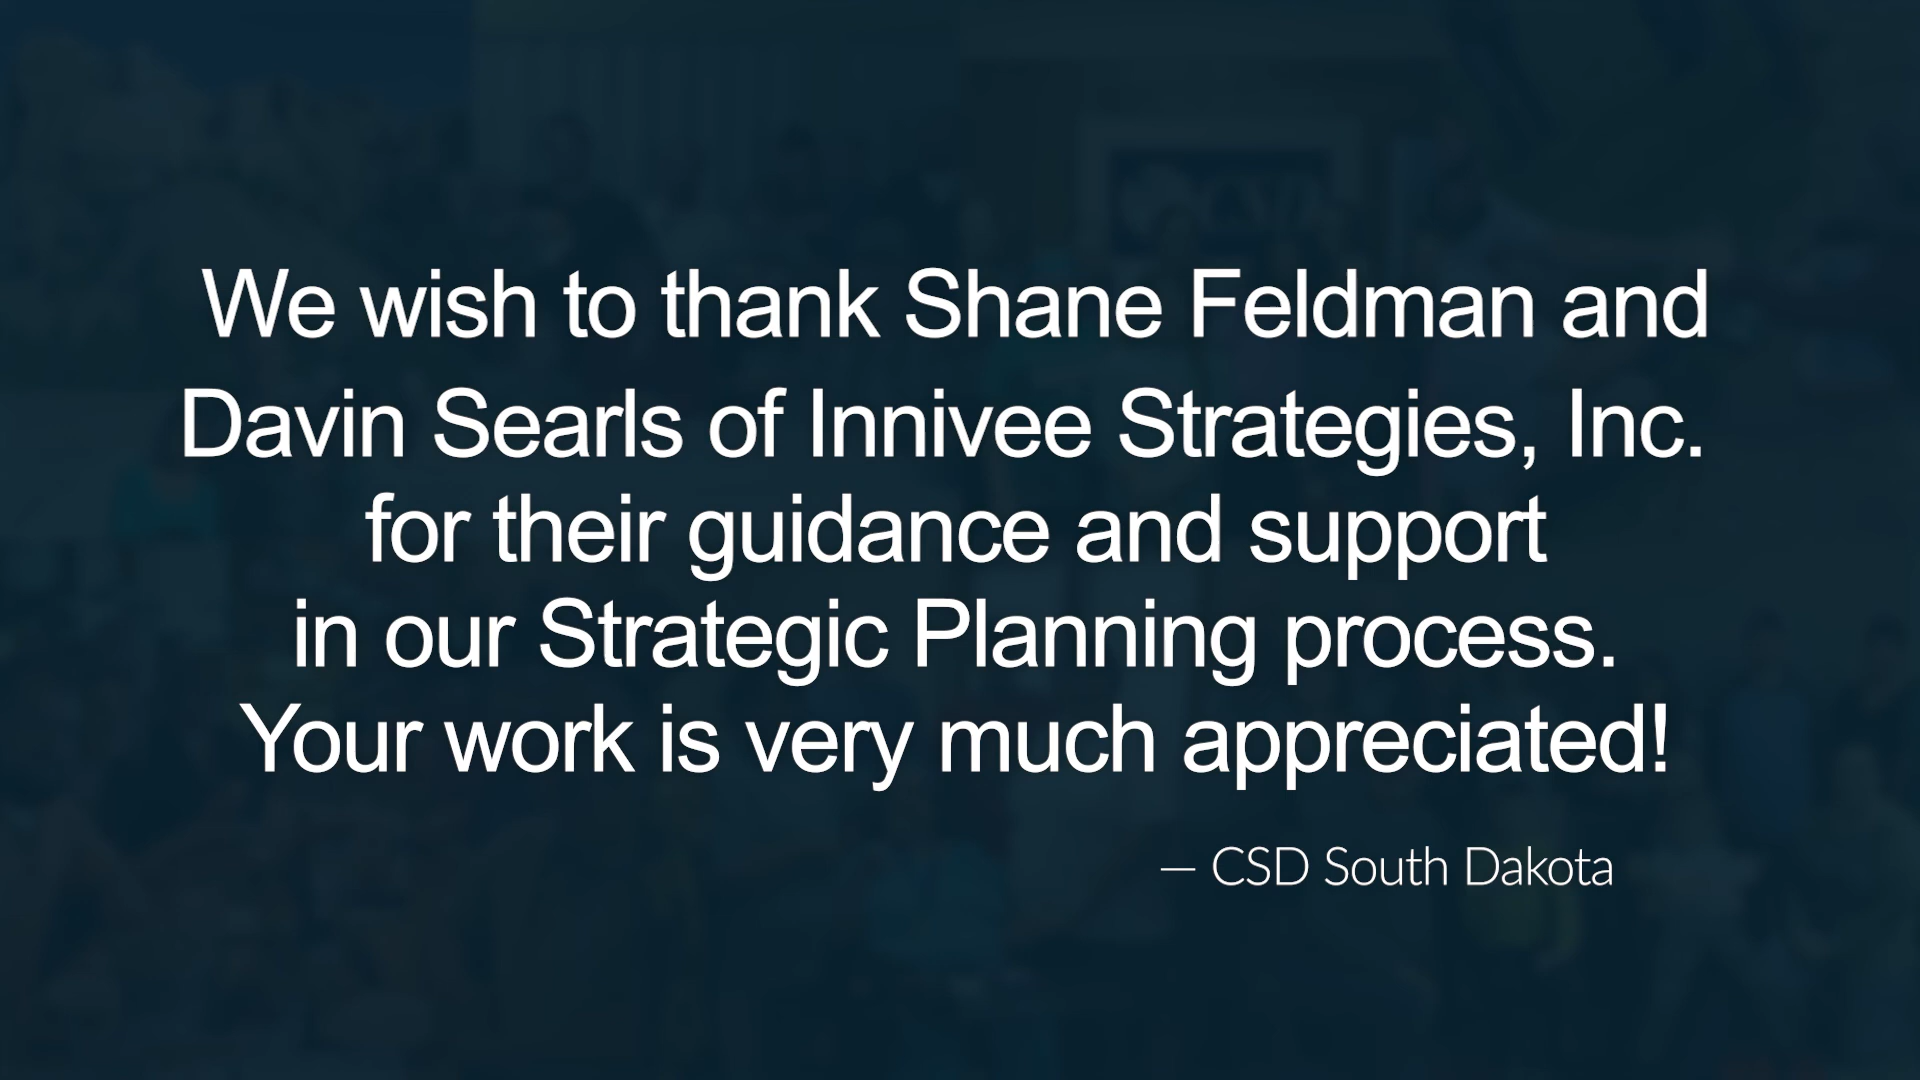 We wish to thank Shane Feldman and
Davin Searls of Innivee Strategies, Inc.
for their guidance and support
in our Strategic Planning process.
Your work is very much appreciated!
— CSD South Dakota